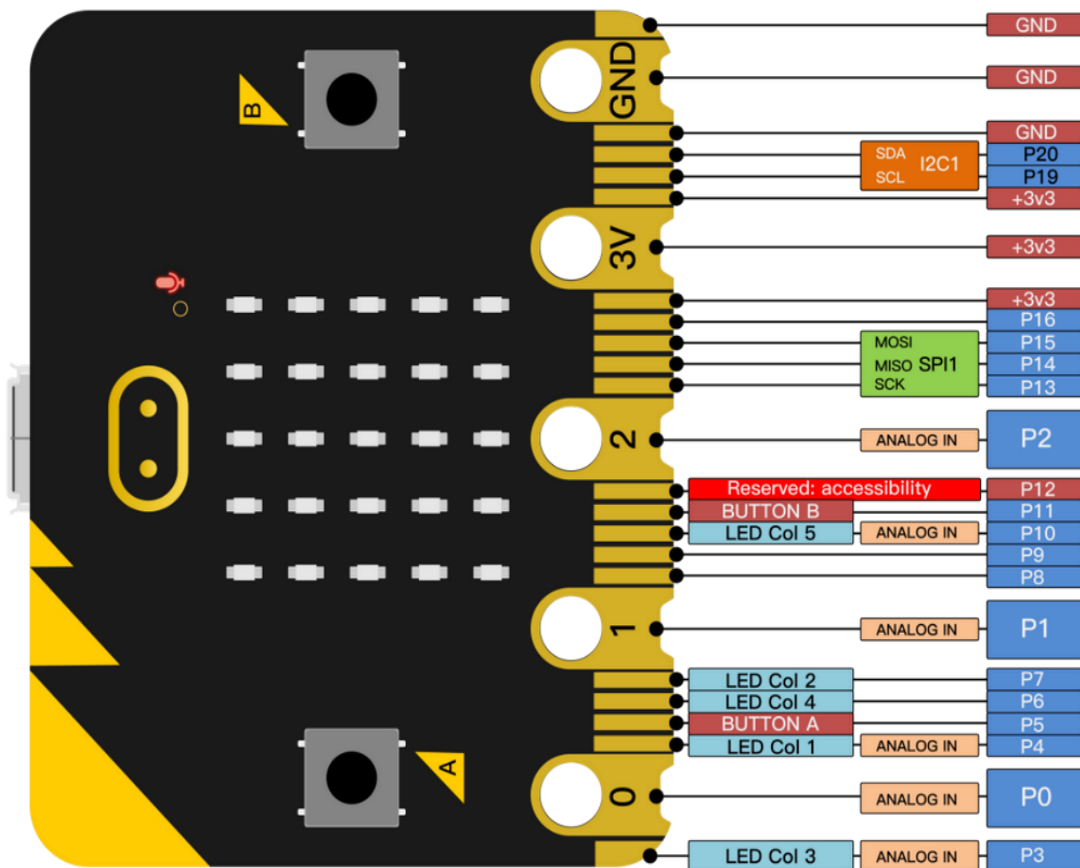 GND
GND
GND
GND
B
SDA
I2C1
P20
SCL
P19
+3v3
3V
+3v3
+3v3
P16
MOSI
P15
MISO
SPI1
P14
SCK
P13
2
ANALOG IN
P2
Reserved: accessibility
P12
BUTTON B
P11
LED Col 5
ANALOG IN
P10
P9
P8
1
ANALOG IN
P1
LED Col 2
P7
LED Col 4
P6
BUTTON A
P5
LED Col 1
ANALOG IN
P4
A
0
ANALOG IN
P0
LED Col 3
ANALOG IN
P3